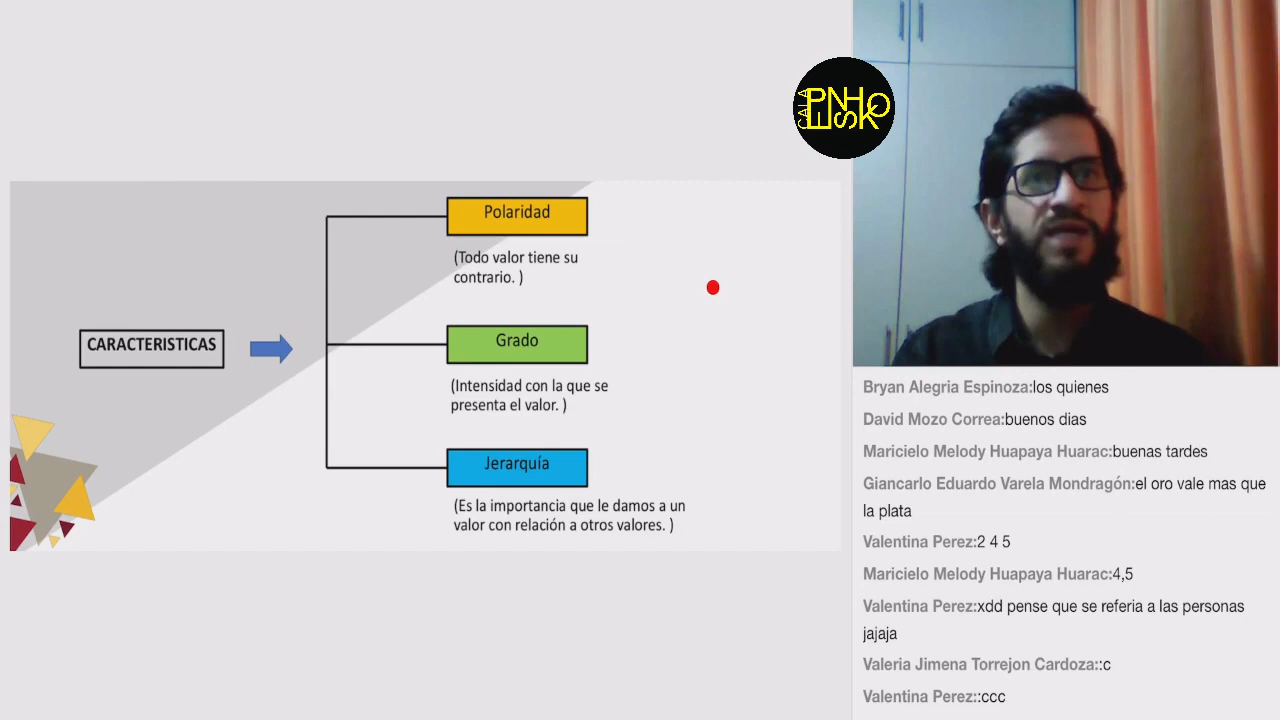 CARACTERISTICAS
Polaridad
(Todo valor tiene su
contrario. )
Grado
(Intensidad con la que se
presenta el valor. )
Jerarquía
(Es la importancia que le damos a un
valor con relación a otros valores. )
Bryan Alegria Espinoza:los quienes
David Mozo Correa:buenos dias
Maricielo Melody Huapaya Huarac:buenas tardes
Giancarlo Eduardo Varela Mondragón:el oro vale mas que
la plata
Valentina Perez:2 4 5
Maricielo Melody Huapaya Huarac:4,5
Valentina Perez:xdd pense que se referia a las personas
jajaja
Valeria Jimena Torrejon Cardoza::c
Valentina Perez::ccc